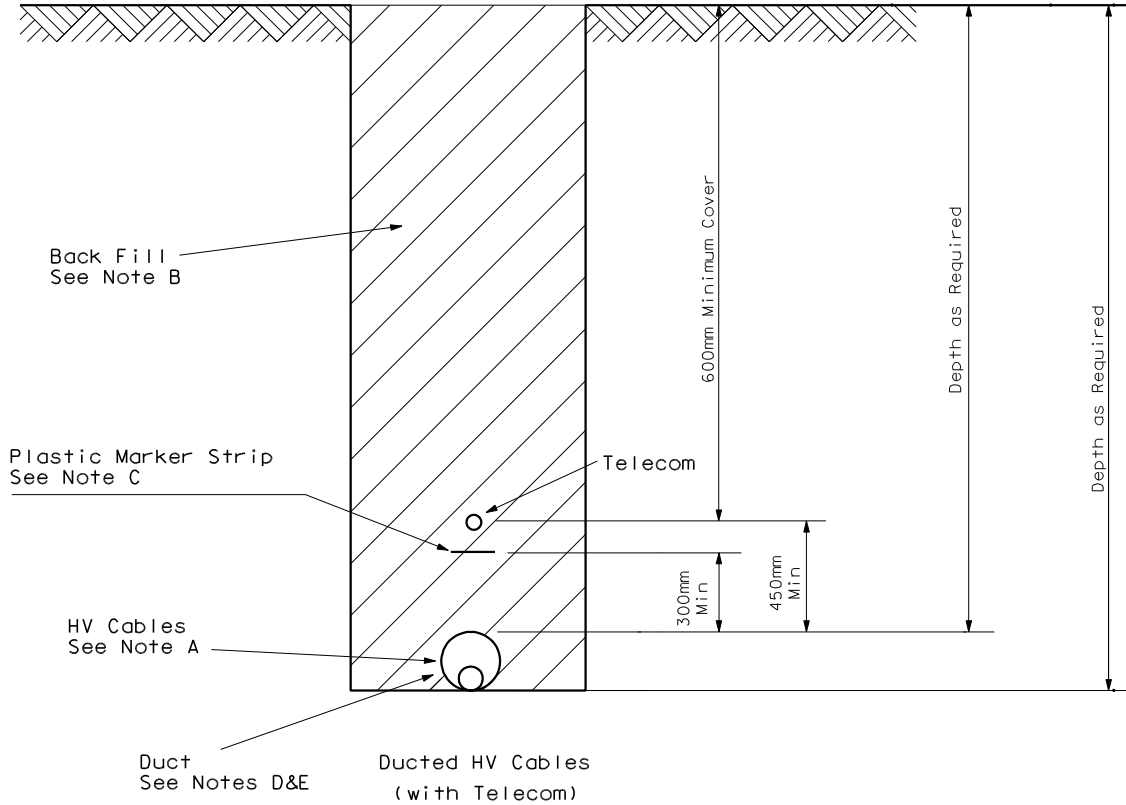 Back Fill
See Note B
600mm Minimum Cover
Depth as Required
Depth as Required
Plastic Marker Strip
See Note C
Telecom
300mm
Min
450mm
Min
HV Cables
See Note A
Duct
See Notes D&E
Ducted HV Cables
(with Telecom)